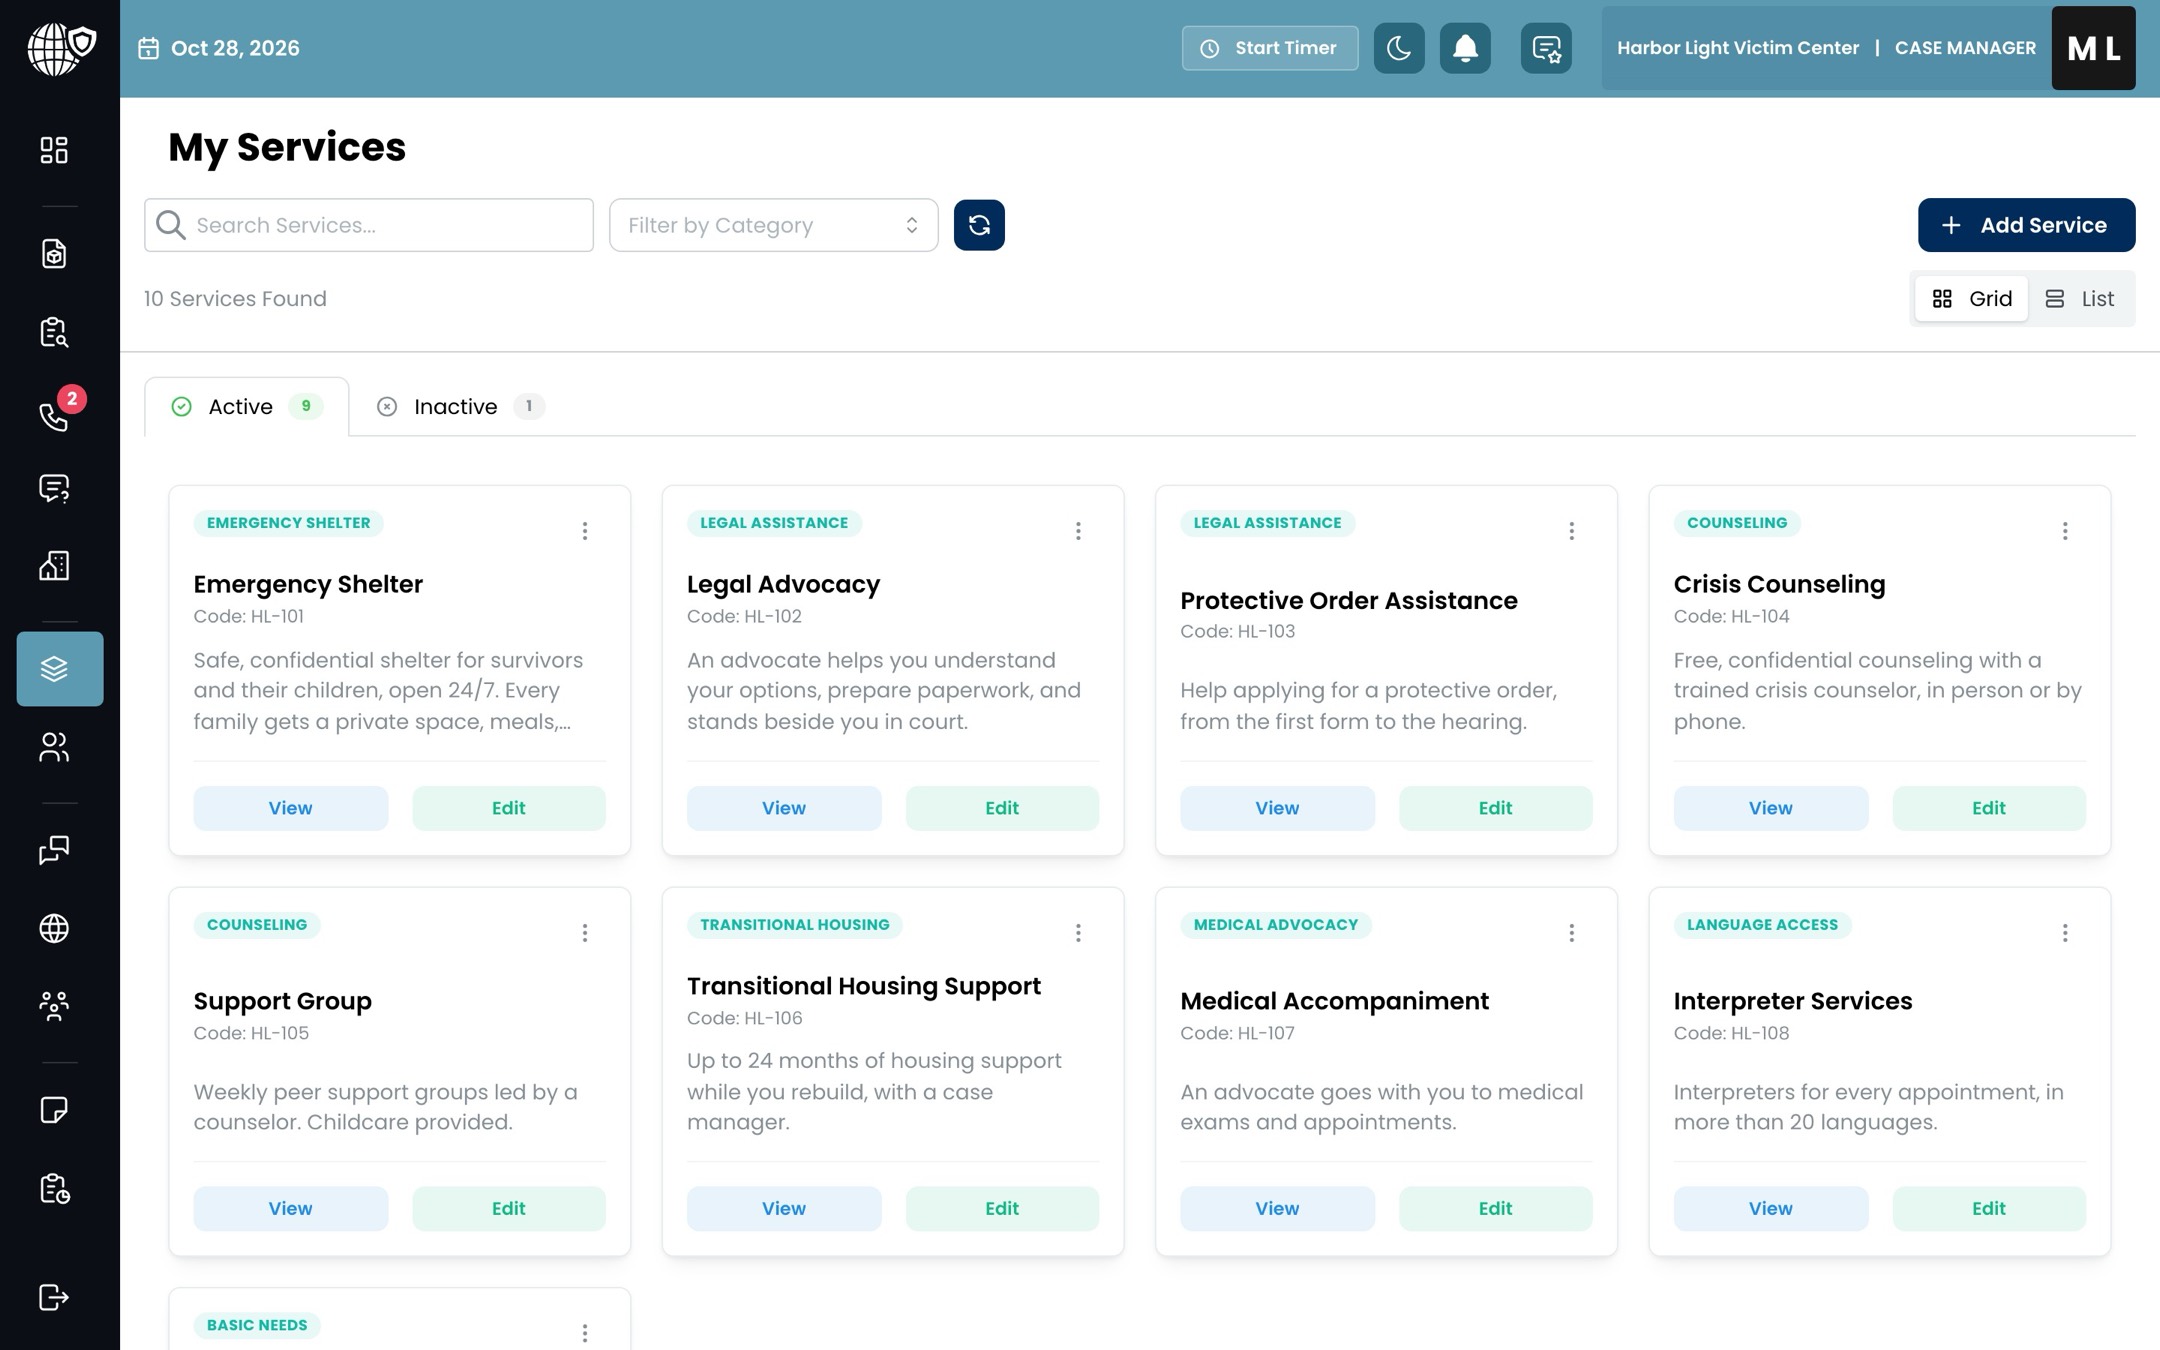 Oct 28, 2026
Start Timer
Harbor Light Victim Center | CASE MANAGER
M L
My Services
Search Services...
Filter by Category
Add Service
10 Services Found
Grid
List
2
Active 9
Inactive 1
EMERGENCY SHELTER
Emergency Shelter
Code: HL-101
Safe, confidential shelter for survivors
and their children, open 24/7. Every
family gets a private space, meals,...
View
Edit
LEGAL ASSISTANCE
Legal Advocacy
Code: HL-102
An advocate helps you understand
your options, prepare paperwork, and
stands beside you in court.
View
Edit
LEGAL ASSISTANCE
Protective Order Assistance
Code: HL-103
Help applying for a protective order,
from the first form to the hearing.
View
Edit
COUNSELING
Crisis Counseling
Code: HL-104
Free, confidential counseling with a
trained crisis counselor, in person or by
phone.
View
Edit
COUNSELING
Support Group
Code: HL-105
Weekly peer support groups led by a
counselor. Childcare provided.
View
Edit
TRANSITIONAL HOUSING
Transitional Housing Support
Code: HL-106
Up to 24 months of housing support
while you rebuild, with a case
manager.
View
Edit
MEDICAL ADVOCACY
Medical Accompaniment
Code: HL-107
An advocate goes with you to medical
exams and appointments.
View
Edit
LANGUAGE ACCESS
Interpreter Services
Code: HL-108
Interpreters for every appointment, in
more than 20 languages.
View
Edit
BASIC NEEDS